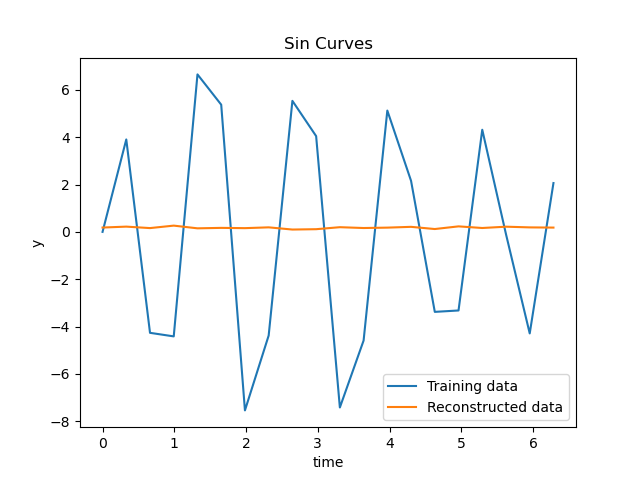 Sin Curves
6
4
2
0
−2
−4
−6
−8
y
0 1 2 3 4 5 6
time
Training data
Reconstructed data